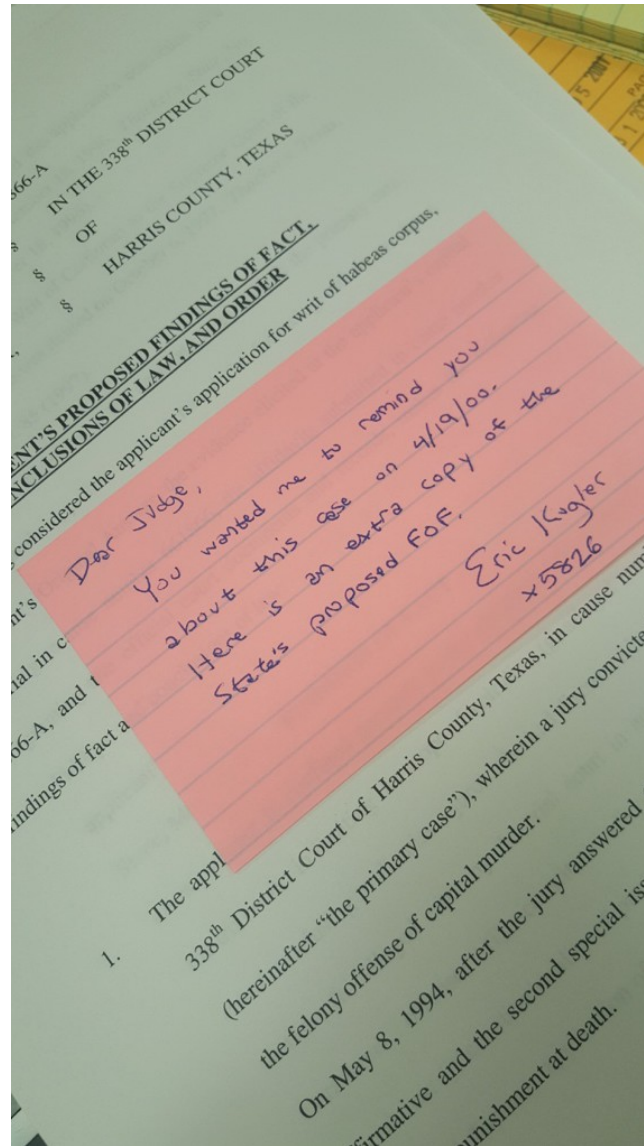 66-A
§ IN THE 338th DISTRICT COURT
§ OF
§ HARRIS COUNTY, TEXAS
ENT'S PROPOSED FINDINGS OF FACT,
NCLUSIONS OF LAW, AND ORDER
considered the applicant's application for writ of habeas corpus,
Dear Judge,
You wanted me to remind you
about this case on 4/19/00.
Here is an extra copy of the
State's proposed FOF.
Eric Kugler
x5826
nt's
ial in c
66-A, and
indings of fact a
1. The appl
338th District Court of Harris County, Texas, in cause num
(hereinafter "the primary case"), wherein a jury convicte
the felony offense of capital murder.
On May 8, 1994, after the jury answered
firmative and the second special iss
unishment at death.